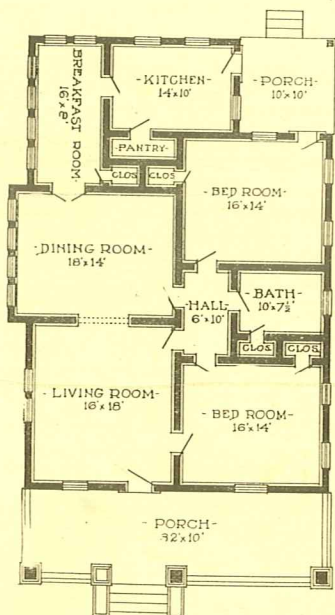 -KITCHEN-
14'x10'
PORCH
10'x10'
BREAKFAST ROOM
16'x8'
-PANTRY-
CLOS
CLOS
-BED ROOM-
16'x14'
-DINING ROOM-
18'x14'
-HALL-
6'x10'
-BATH-
10'x7½'
CLOS.
CLOS.
-LIVING ROOM-
16'x18'
-BED ROOM-
16'x14'
- PORCH -
32'x10'